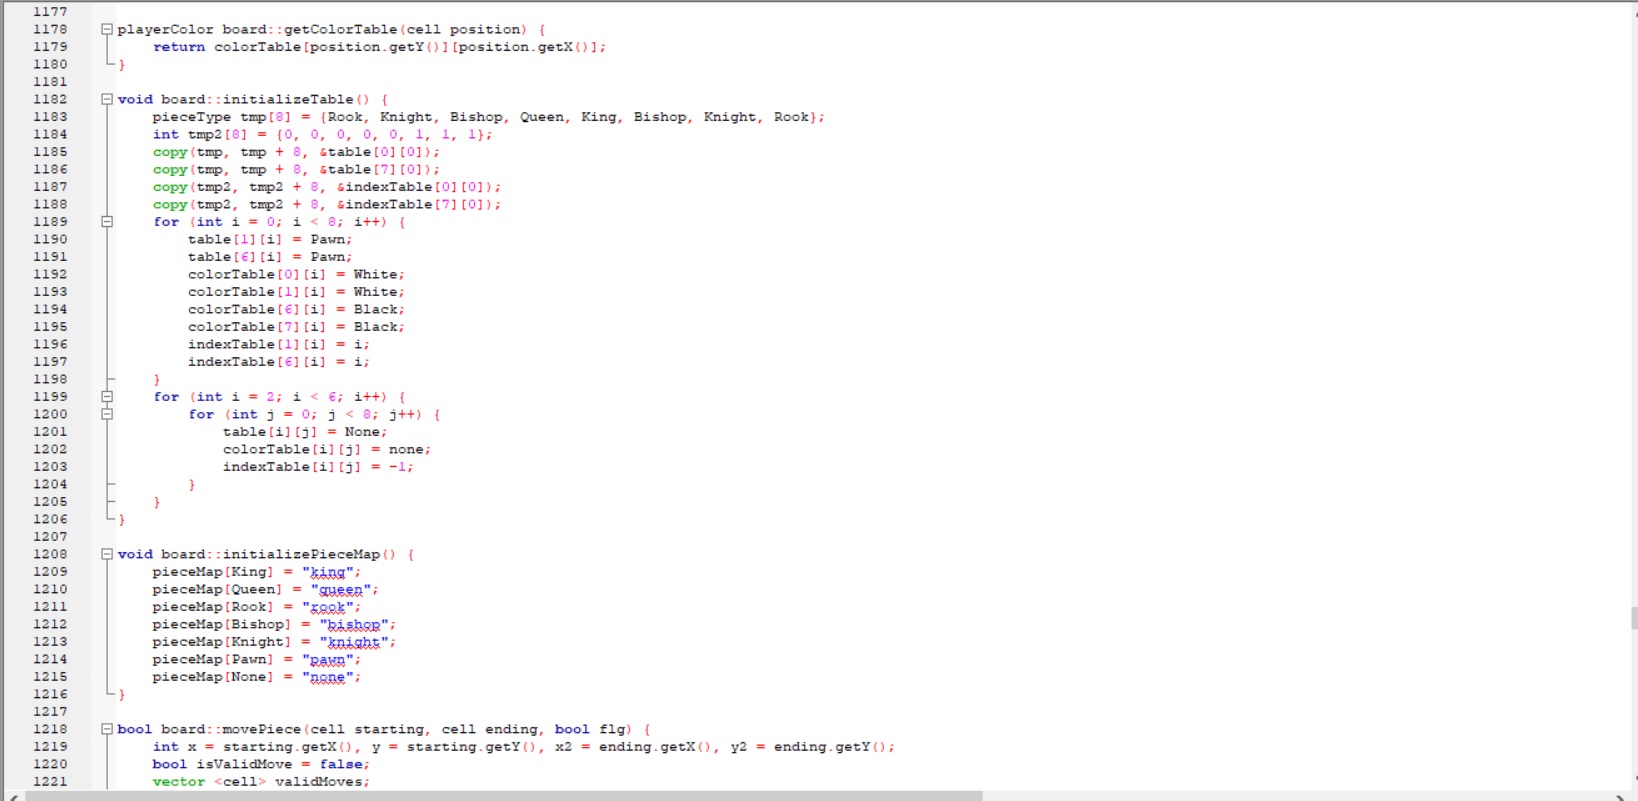 1177
1178 playerColor board::getColorTable(cell position) {
1179     return colorTable[position.getY()][position.getX()];
1180 }
1181
1182 void board::initializeTable() {
1183     pieceType tmp[8] = {Rook, Knight, Bishop, Queen, King, Bishop, Knight, Rook};
1184     int tmp2[8] = {0, 0, 0, 0, 0, 1, 1, 1};
1185     copy(tmp, tmp + 8, &table[0][0]);
1186     copy(tmp, tmp + 8, &table[7][0]);
1187     copy(tmp2, tmp2 + 8, &indexTable[0][0]);
1188     copy(tmp2, tmp2 + 8, &indexTable[7][0]);
1189     for (int i = 0; i < 8; i++) {
1190         table[1][i] = Pawn;
1191         table[6][i] = Pawn;
1192         colorTable[0][i] = White;
1193         colorTable[1][i] = White;
1194         colorTable[6][i] = Black;
1195         colorTable[7][i] = Black;
1196         indexTable[1][i] = i;
1197         indexTable[6][i] = i;
1198     }
1199     for (int i = 2; i < 6; i++) {
1200         for (int j = 0; j < 8; j++) {
1201             table[i][j] = None;
1202             colorTable[i][j] = none;
1203             indexTable[i][j] = -1;
1204         }
1205     }
1206 }
1207
1208 void board::initializePieceMap() {
1209     pieceMap[King] = "king";
1210     pieceMap[Queen] = "queen";
1211     pieceMap[Rook] = "rook";
1212     pieceMap[Bishop] = "bishop";
1213     pieceMap[Knight] = "knight";
1214     pieceMap[Pawn] = "pawn";
1215     pieceMap[None] = "none";
1216 }
1217
1218 bool board::movePiece(cell starting, cell ending, bool flg) {
1219     int x = starting.getX(), y = starting.getY(), x2 = ending.getX(), y2 = ending.getY();
1220     bool isValidMove = false;
1221     vector <cell> validMoves;